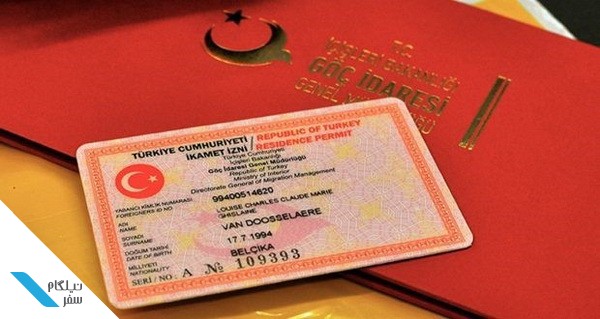 T.C.
İÇİŞLERİ BAKANLIĞI
GÖÇ İDARESİ
GENEL
TÜRKİYE CUMHURİYETİ / REPUBLIC OF TURKEY
İKAMET İZNİ / RESIDENCE PERMIT
Türkiye Cumhuriyeti
İçişleri Bakanlığı
Göç İdaresi Genel Müdürlüğü
Republic of Turkey
Ministry of Interior
Directorate General of Migration Management
YABANCI KİMLİK NUMARASI
FOREIGNERS ID NO
99400514620
ADI
NAME
LOUISE CHARLES CLAUDE MARIE
GHISLAINE
SOYADI
SURNAME
VAN DOOSSELAERE
DOĞUM TARİHİ
DATE OF BIRTH
17.7.1994
MİLLİYETİ
NATIONALITY
BELÇİKA
SERİ / NO: A № 109393
نیلگام
سفر